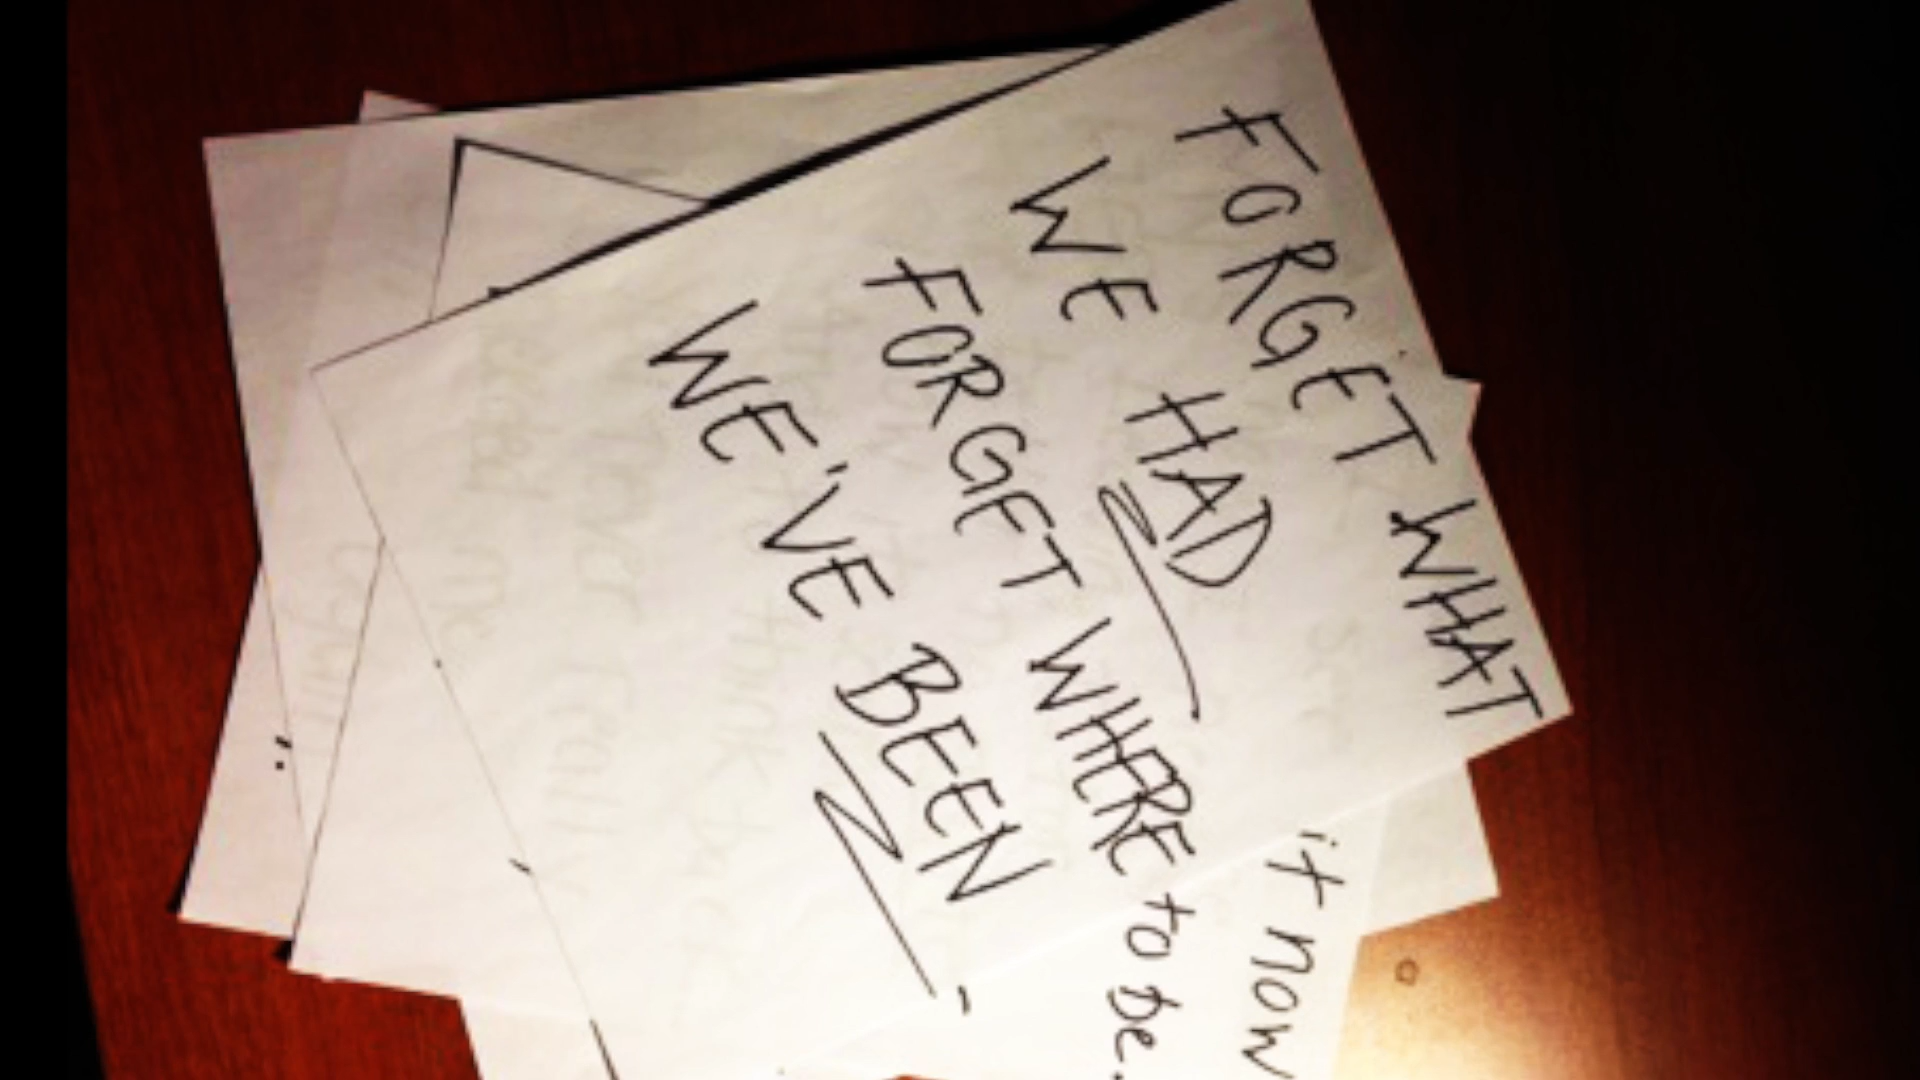 FORGET WHAT
WE HAD
FORGET WHERE
WE'VE BEEN
it now
to be.